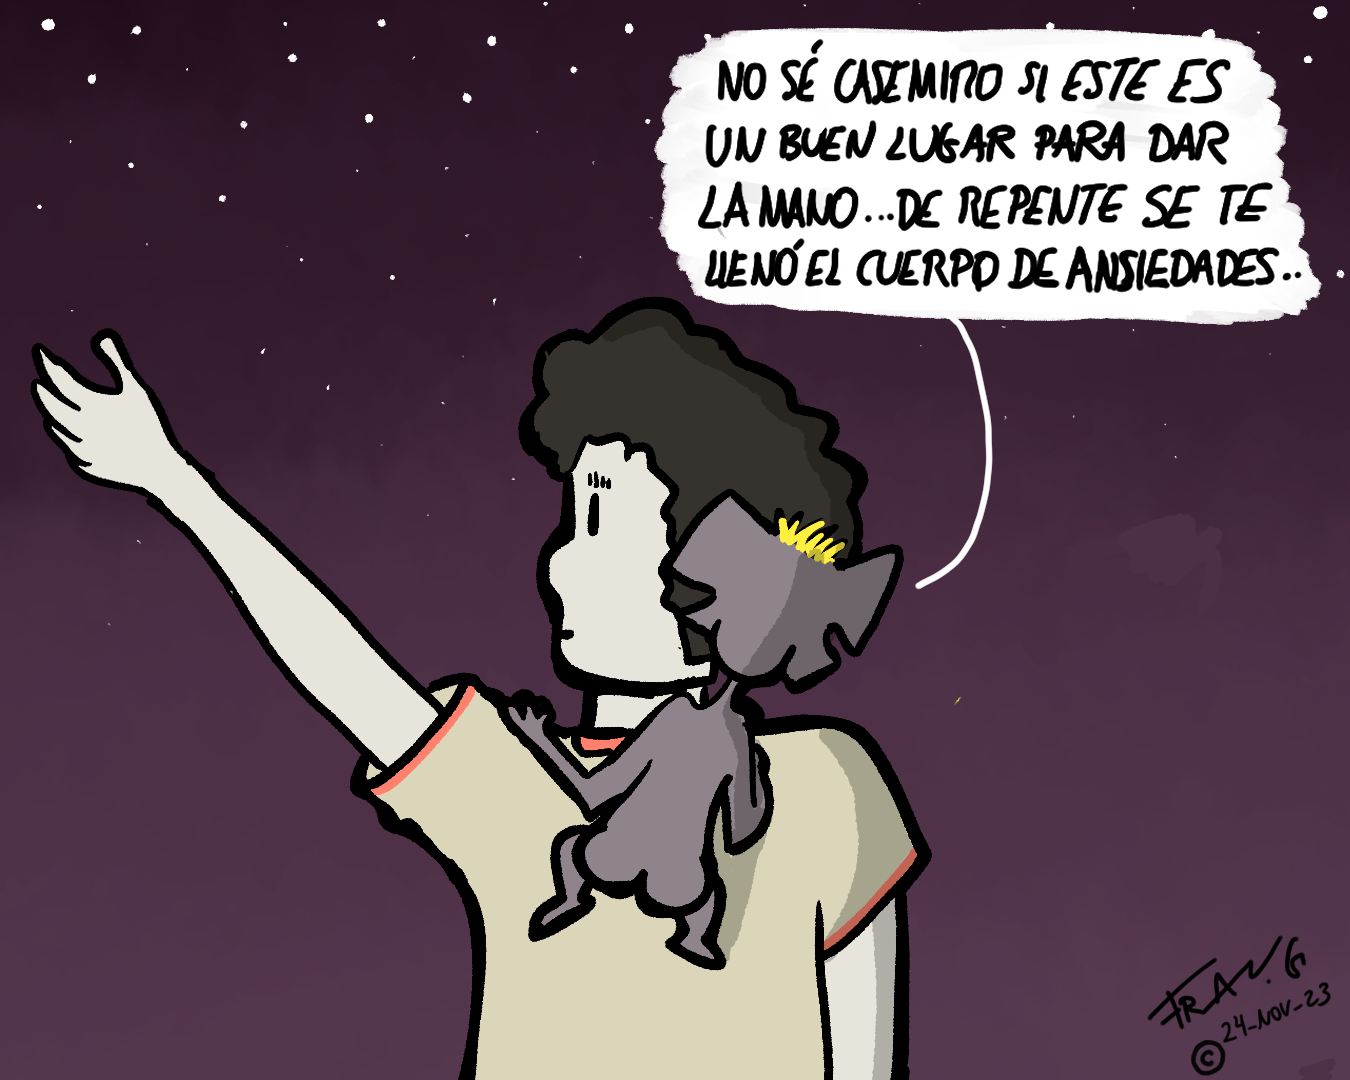 NO SÉ CASEMIRO SI ESTE ES
UN BUEN LUGAR PARA DAR
LA MANO...DE REPENTE SE TE
LLENÓ EL CUERPO DE ANSIEDADES..
FRAN.G
© 24-NOV-23